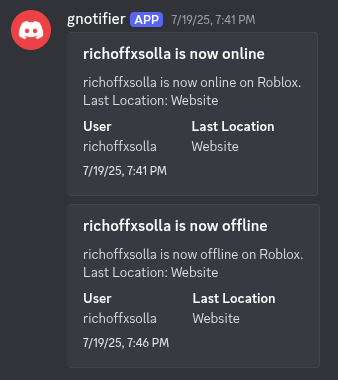 gnotifier APP 7/19/25, 7:41 PM
richoffxsolla is now online
richoffxsolla is now online on Roblox.
Last Location: Website
User Last Location
richoffxsolla Website
7/19/25, 7:41 PM
richoffxsolla is now offline
richoffxsolla is now offline on Roblox.
Last Location: Website
User Last Location
richoffxsolla Website
7/19/25, 7:46 PM